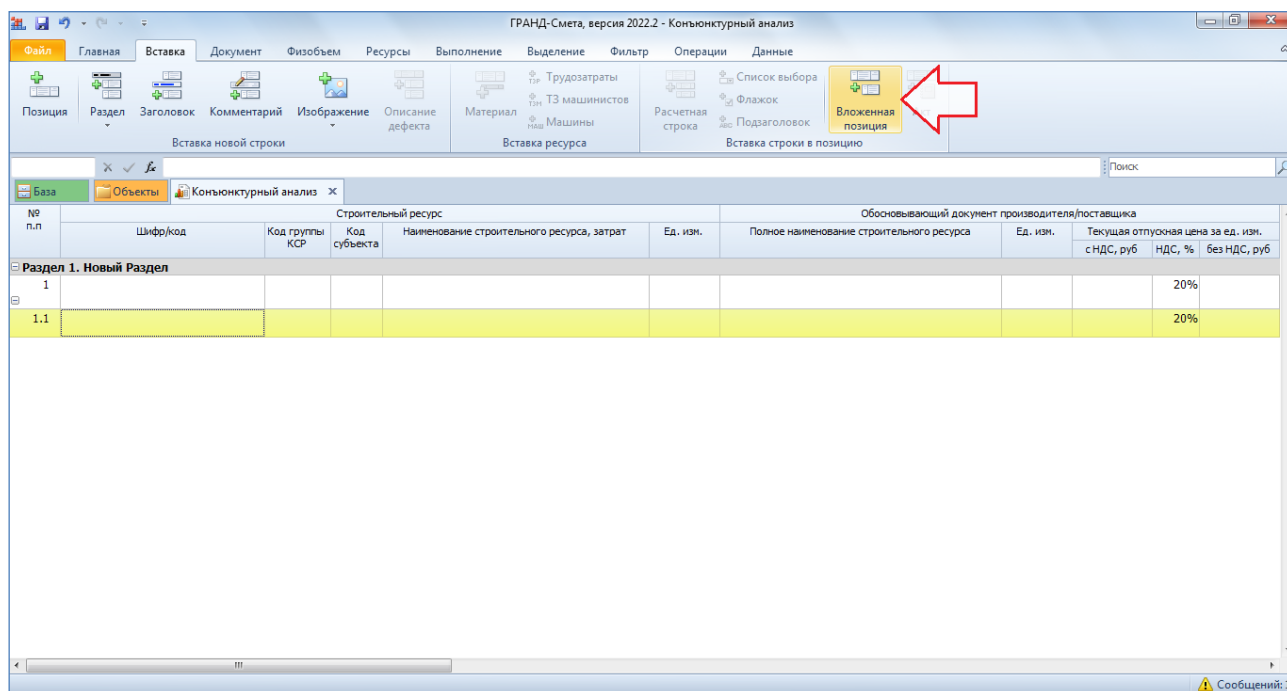 ГРАНД-Смета, версия 2022.2 - Конъюнктурный анализ
Файл Главная Вставка Документ Физобъем Ресурсы Выполнение Выделение Фильтр Операции Данные
Позиция
Раздел
Заголовок
Комментарий
Изображение
Описание
дефекта
Вставка новой строки
Материал
ТЗР Трудозатраты
ТЗМ ТЗ машинистов
МАШ Машины
Вставка ресурса
Расчетная
строка
Список выбора
Флажок
АБС Подзаголовок
Вложенная
позиция
Вставка строки в позицию
fx
Поиск
База Объекты Конъюнктурный анализ
№
п.п
Строительный ресурс
Обосновывающий документ производителя/поставщика
Шифр/код
Код группы
КСР
Код
субъекта
Наименование строительного ресурса, затрат
Ед. изм.
Полное наименование строительного ресурса
Ед. изм.
Текущая отпускная цена за ед. изм.
с НДС, руб НДС, % без НДС, руб
Раздел 1. Новый Раздел
1 20%
1.1 20%
Сообщений: